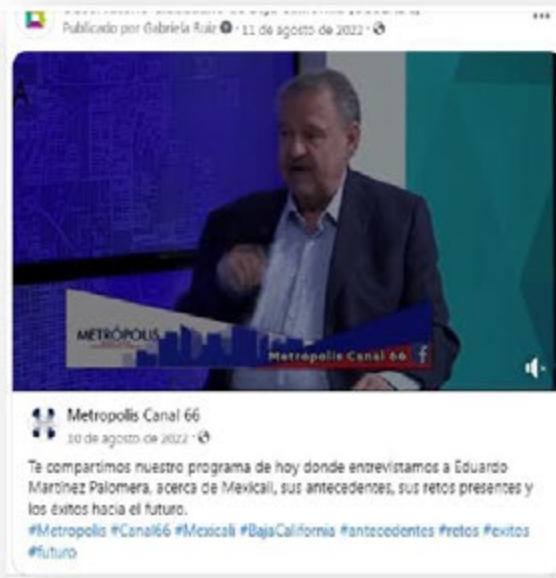 Publicado por Gabriela Ruiz · 11 de agosto de 2022 ·
METRÓPOLIS
Metrópolis Canal 66
Metropolis Canal 66
10 de agosto de 2022 ·
Te compartimos nuestro programa de hoy donde entrevistamos a Eduardo
Martínez Palomera, acerca de Mexicali, sus antecedentes, sus retos presentes y
los éxitos hacia el futuro.
#Metropolis #Canal66 #Mexicali #BajaCalifornia #antecedentes #retos #exitos
#futuro